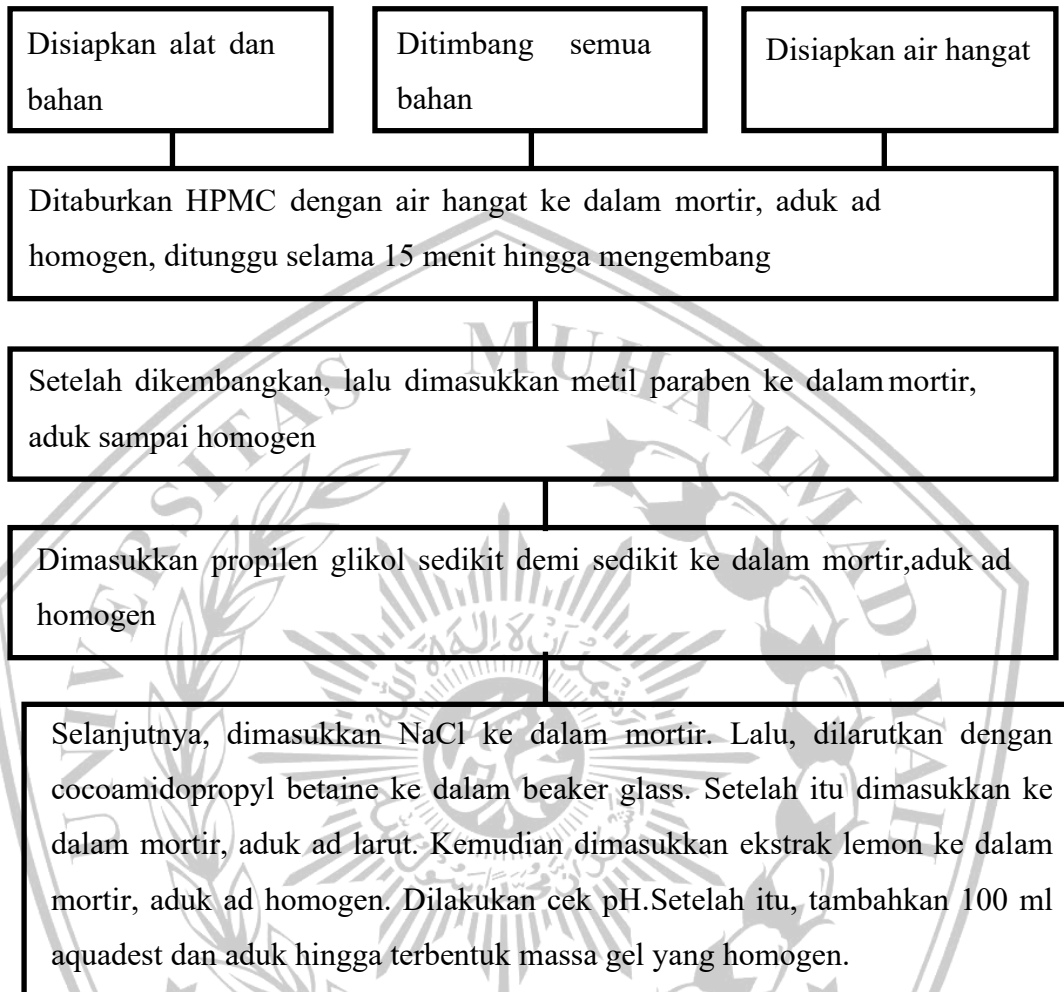 Disiapkan alat dan
bahan
Ditimbang semua
bahan
Disiapkan air hangat
Ditaburkan HPMC dengan air hangat ke dalam mortir, aduk ad
homogen, ditunggu selama 15 menit hingga mengembang
Setelah dikembangkan, lalu dimasukkan metil paraben ke dalam mortir,
aduk sampai homogen
Dimasukkan propilen glikol sedikit demi sedikit ke dalam mortir,aduk ad
homogen
Selanjutnya, dimasukkan NaCl ke dalam mortir. Lalu, dilarutkan dengan
cocoamidopropyl betaine ke dalam beaker glass. Setelah itu dimasukkan ke
dalam mortir, aduk ad larut. Kemudian dimasukkan ekstrak lemon ke dalam
mortir, aduk ad homogen. Dilakukan cek pH.Setelah itu, tambahkan 100 ml
aquadest dan aduk hingga terbentuk massa gel yang homogen.
UNIVERSITAS MUHAMMADIYAH